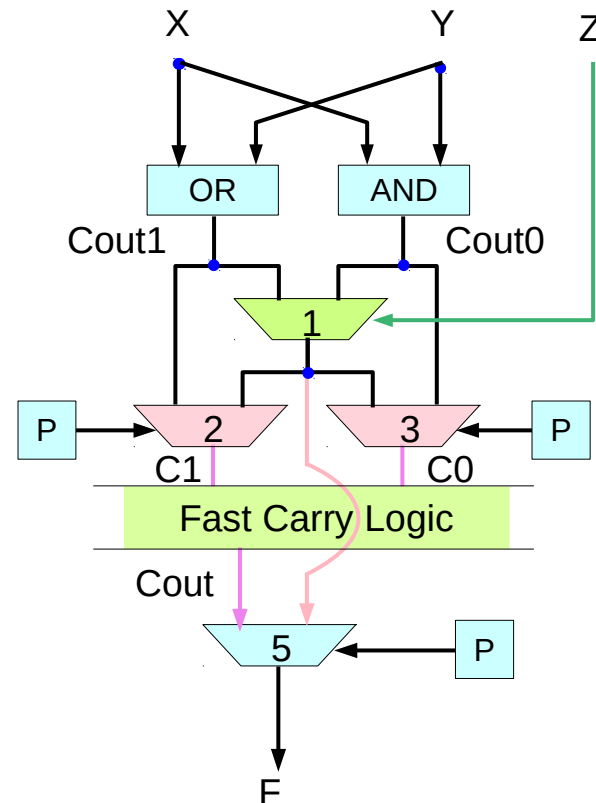 X Y Z
OR AND
Cout1 Cout0
1
P 2 3 P
C1 C0
Fast Carry Logic
Cout
5 P
F